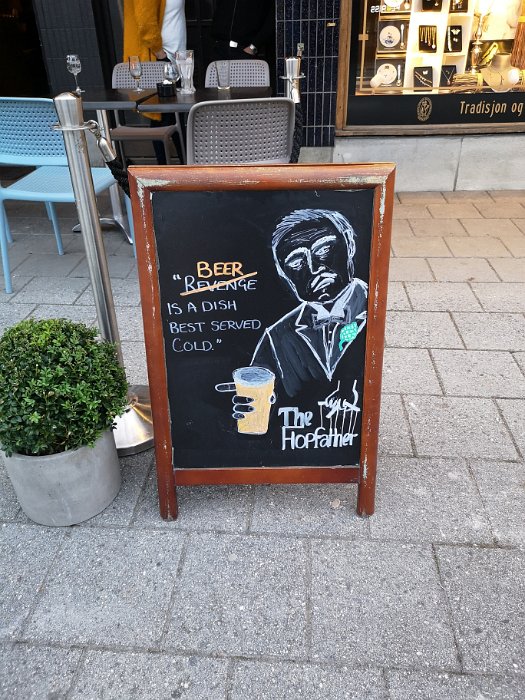 BEER
"REVENGE
IS A DISH
BEST SERVED
COLD."
The
Hopfather
Tradisjon og